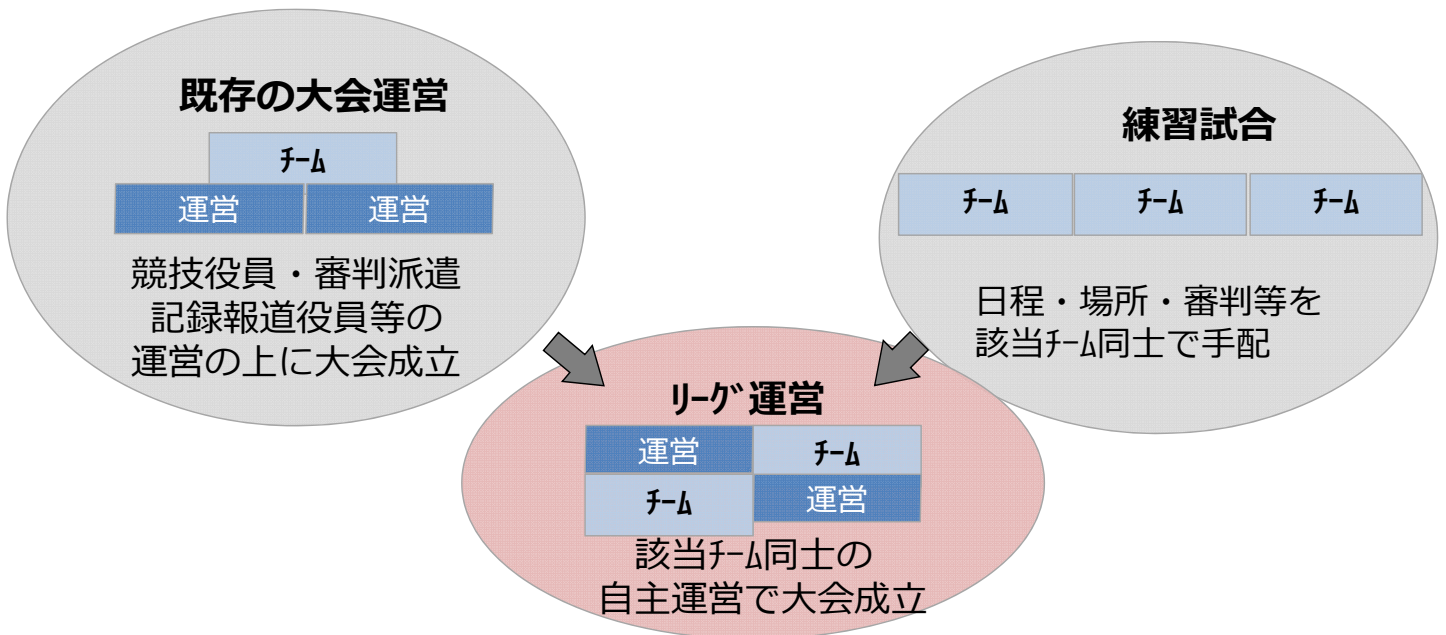 既存の大会運営
ﾁｰﾑ
運営
運営
競技役員・審判派遣
記録報道役員等の
運営の上に大会成立
練習試合
ﾁｰﾑ
ﾁｰﾑ
ﾁｰﾑ
日程・場所・審判等を
該当ﾁｰﾑ同士で手配
ﾘｰｸﾞ運営
運営
ﾁｰﾑ
ﾁｰﾑ
運営
該当ﾁｰﾑ同士の
自主運営で大会成立